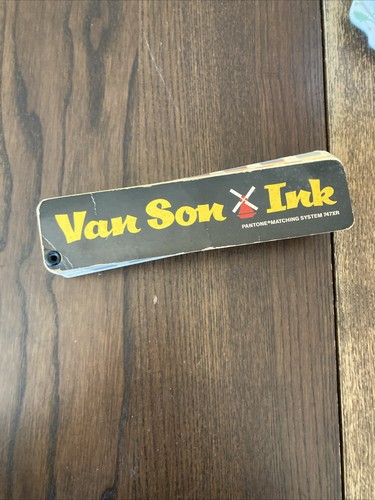 Van Son Ink
PANTONE®MATCHING SYSTEM 747XR